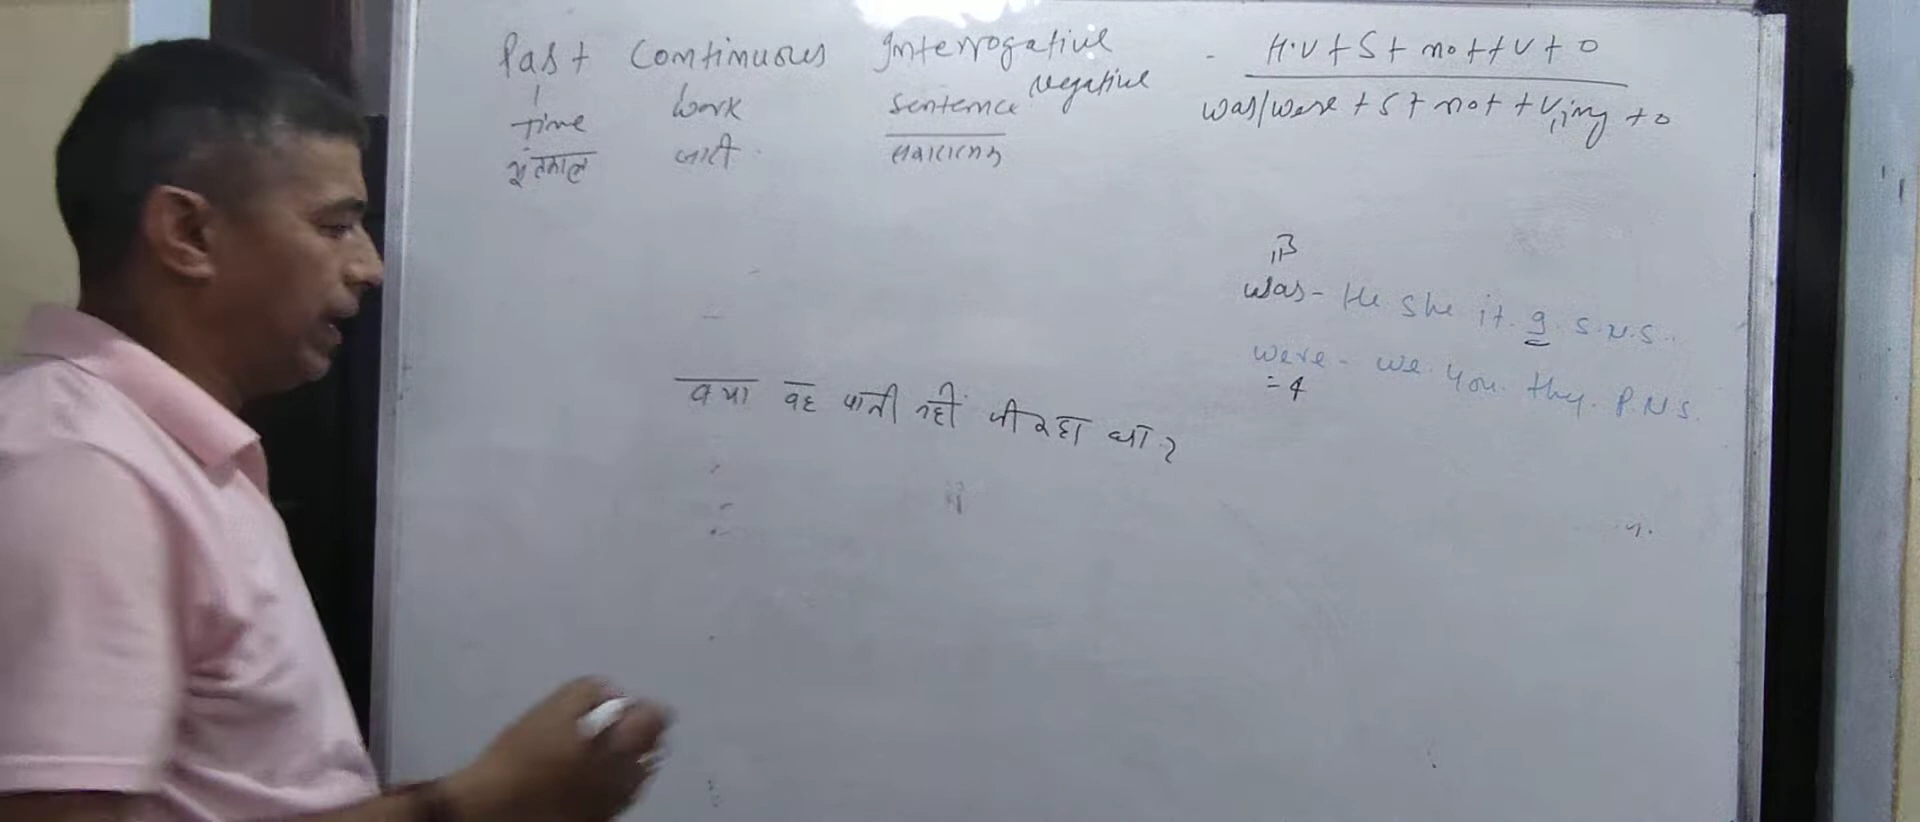 Past Continuous Interrogative - H.V + S + not + V + O
negative
time work sentence was/were + S + not + V,ing + o
भूतकाल जारी
was - He she it. I. S.N.S..
were - we. you. they. P.N.S.
= 4
क्या वह पानी नहीं पी रहा था?